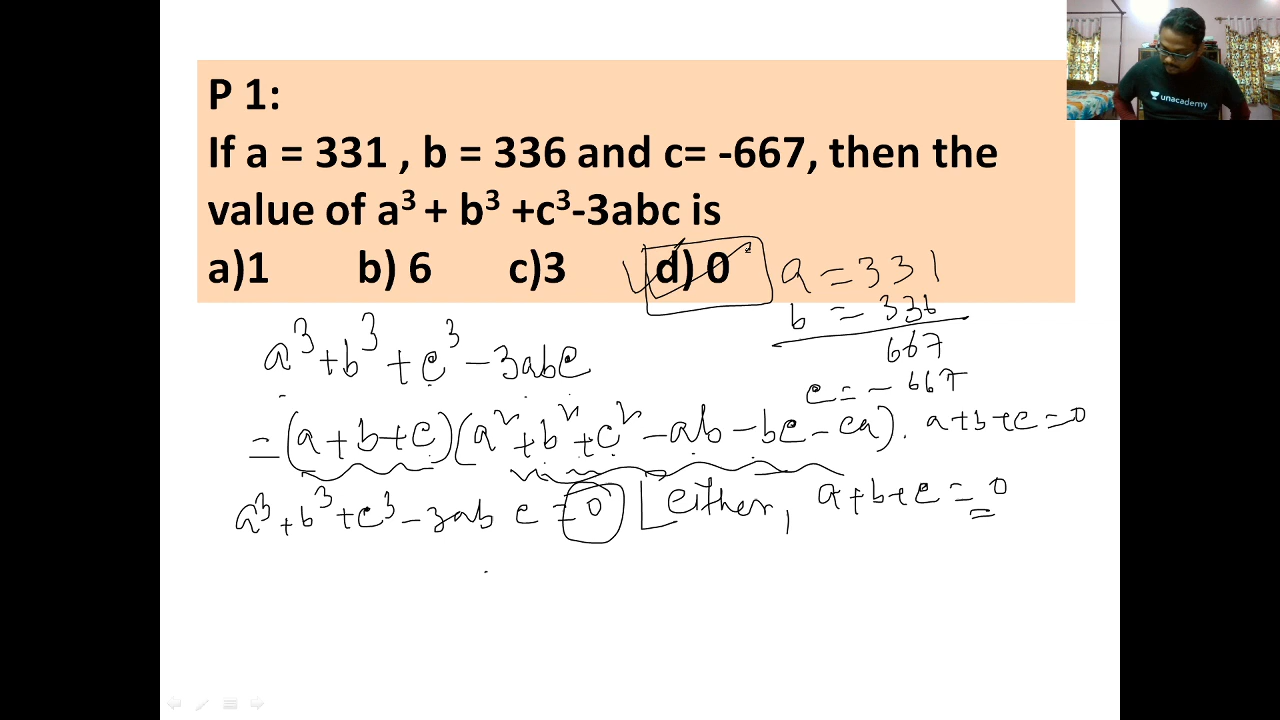 unacademy
P 1:
If a = 331 , b = 336 and c= -667, then the
value of a³ + b³ +c³-3abc is
a)1 b) 6 c)3 d) 0
a = 331
b = 336
667
c = - 667
a³ + b³ + c³ - 3abc
= (a+b+c)(a²+b²+c² - ab - bc - ca). a+b+c=0
a³+b³+c³ - 3abc = 0 [either, a+b+c = 0